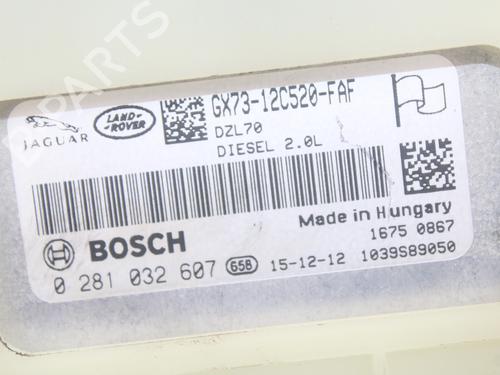 B-PARTS
JAGUAR
LAND-
ROVER
GX73-12C520-FAF
DZL70
DIESEL 2.0L
Made in Hungary
BOSCH
1675 0867
0 281 032 607 658 15-12-12 1039S89050